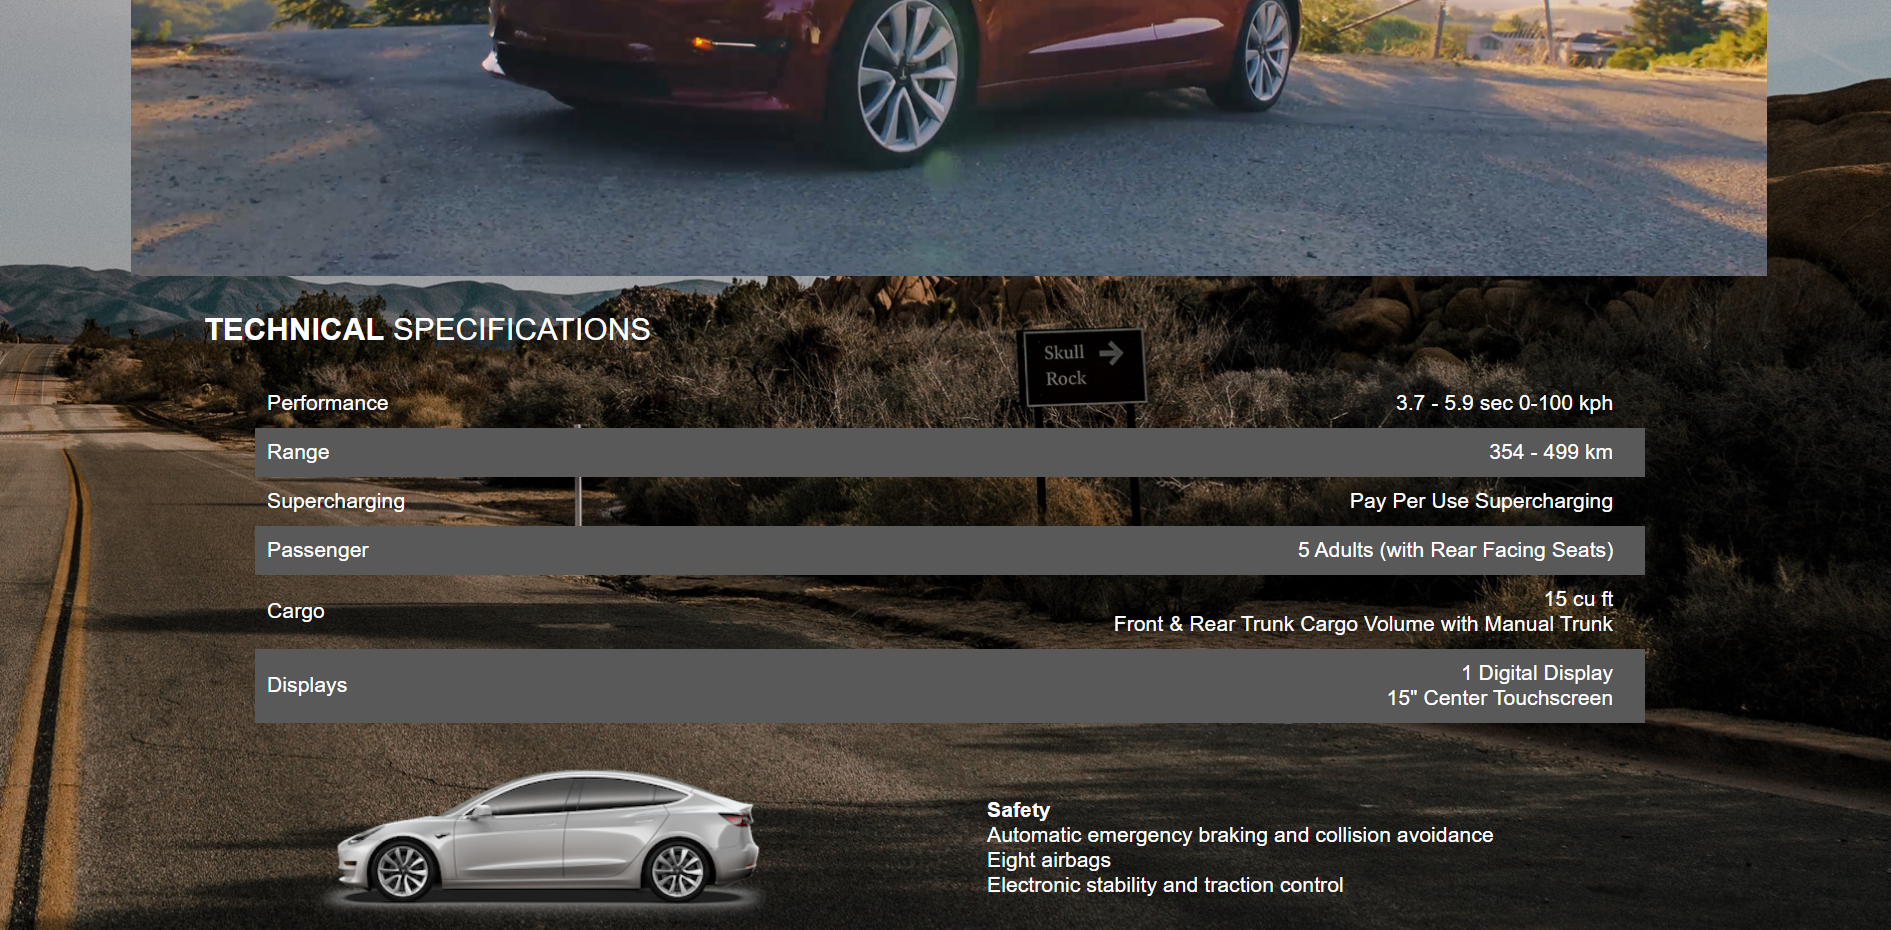 TECHNICAL SPECIFICATIONS
Skull
Rock
Performance 3.7 - 5.9 sec 0-100 kph
Range 354 - 499 km
Supercharging Pay Per Use Supercharging
Passenger 5 Adults (with Rear Facing Seats)
Cargo 15 cu ft
Front & Rear Trunk Cargo Volume with Manual Trunk
Displays 1 Digital Display
15" Center Touchscreen
Safety
Automatic emergency braking and collision avoidance
Eight airbags
Electronic stability and traction control